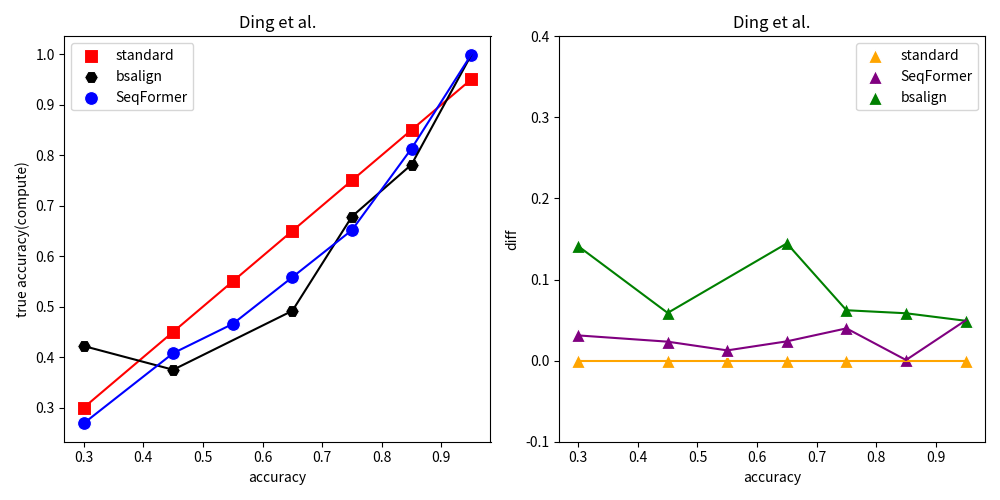 Ding et al.
standard
bsalign
SeqFormer
1.0
0.9
0.8
0.7
0.6
0.5
0.4
0.3
true accuracy(compute)
0.3 0.4 0.5 0.6 0.7 0.8 0.9
accuracy
Ding et al.
standard
SeqFormer
bsalign
0.4
0.3
0.2
0.1
0.0
-0.1
diff
0.3 0.4 0.5 0.6 0.7 0.8 0.9
accuracy